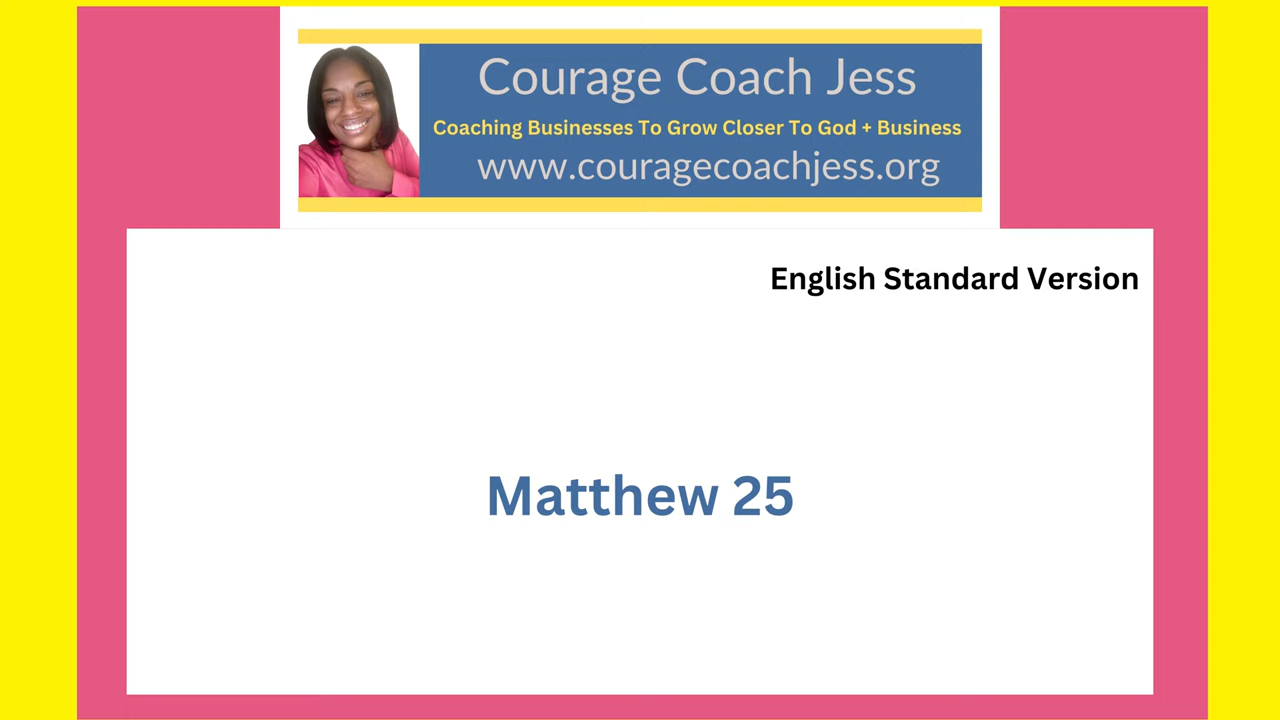 Courage Coach Jess
Coaching Businesses To Grow Closer To God + Business
www.couragecoachjess.org
English Standard Version
Matthew 25